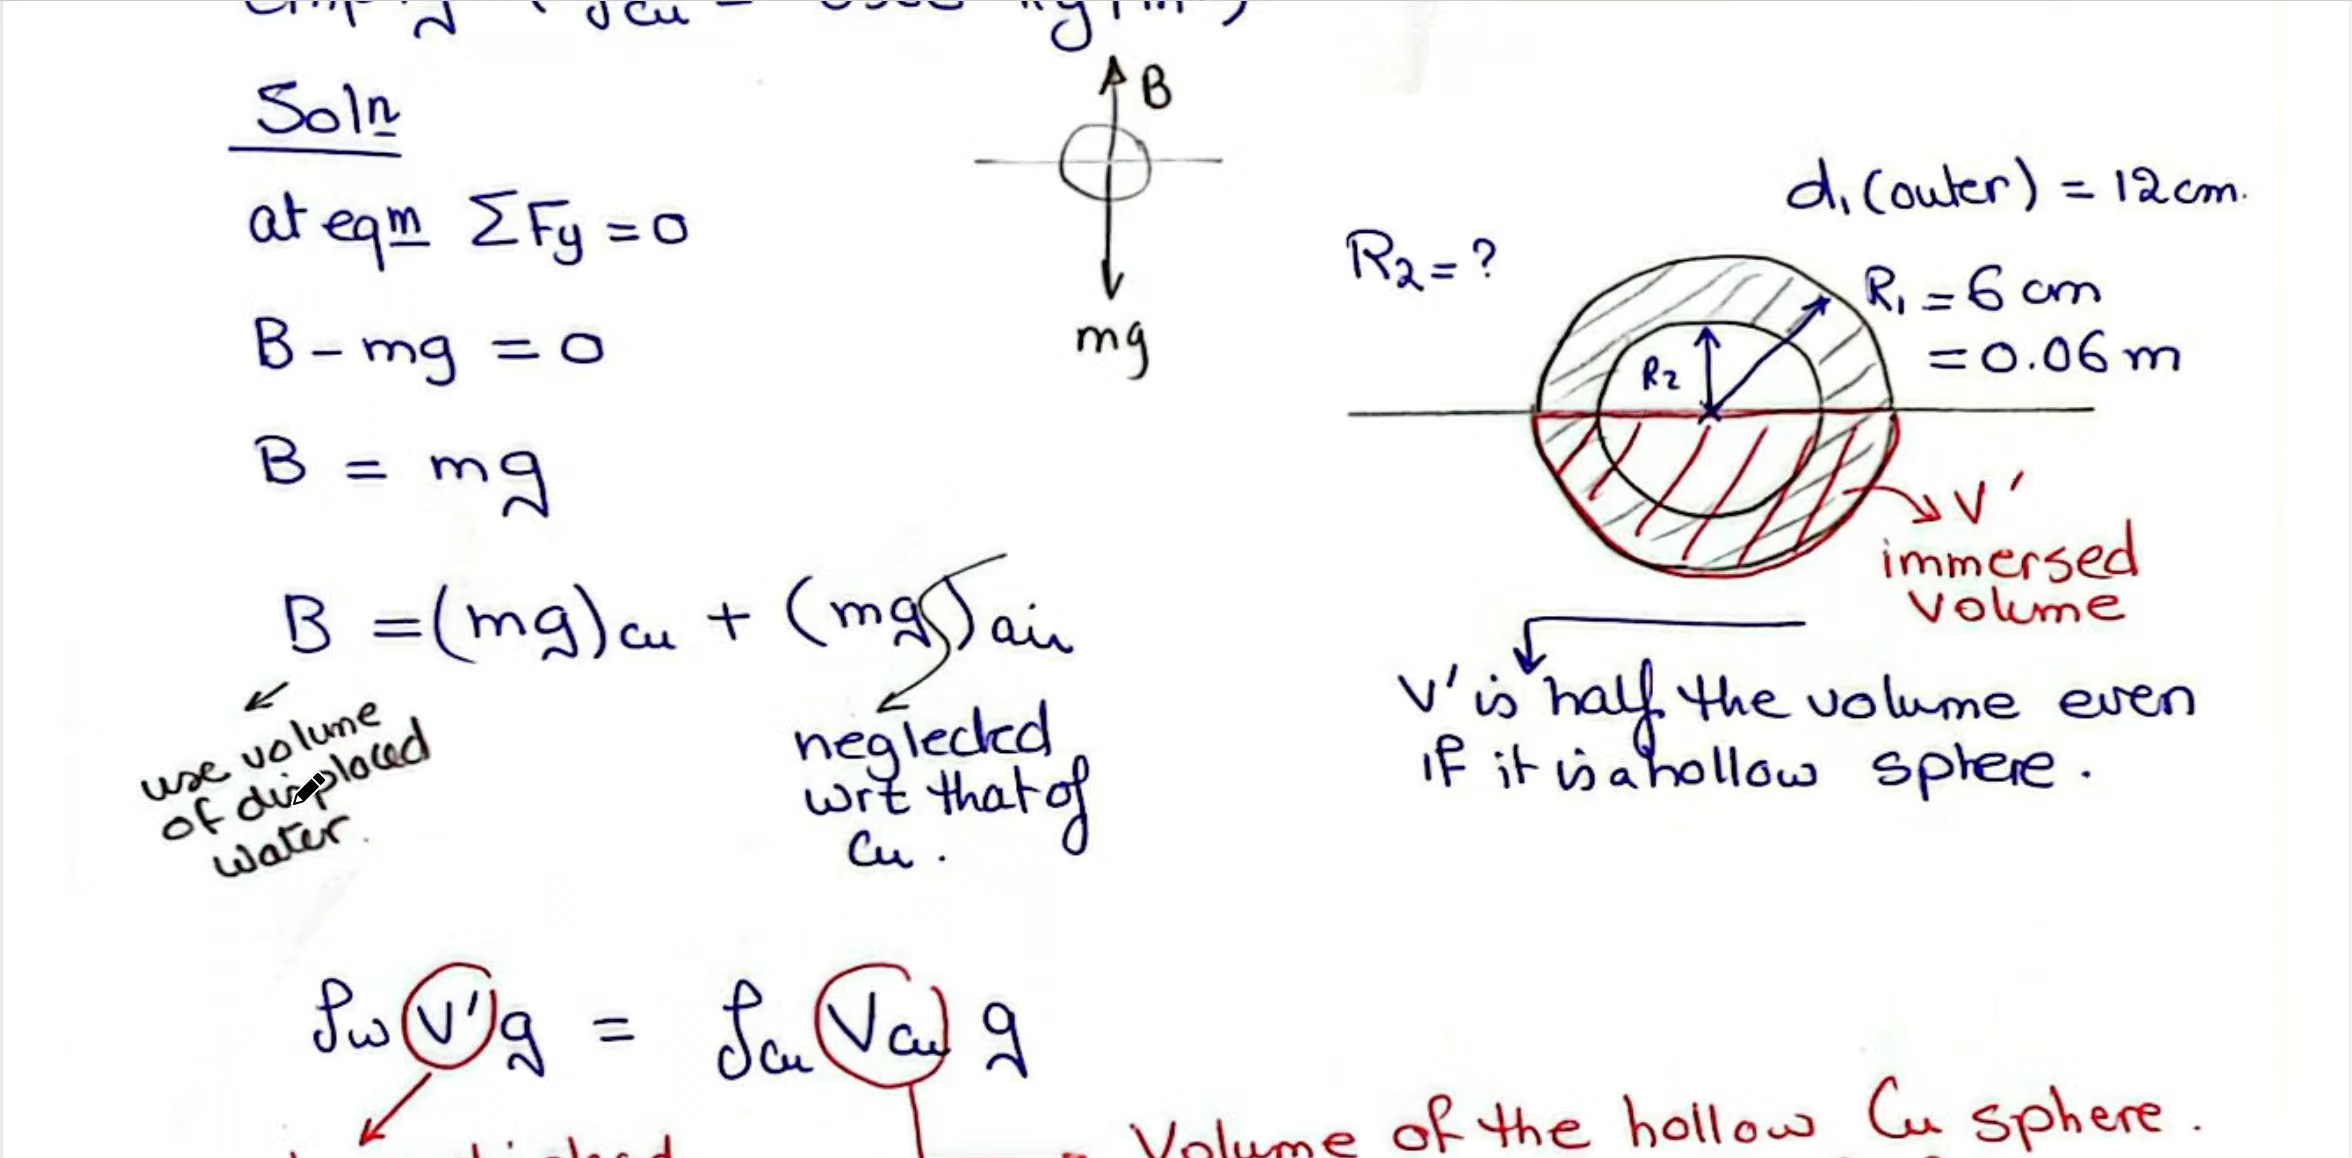 Soln
at eqm ΣFy = 0
B - mg = 0
B = mg
B = (mg)cu + (mg)air
use volume
of displaced
water.
neglected
wrt that of
Cu.
ρw V'g = ρcu Vcu g
B
mg
d1 (outer) = 12cm.
R2 = ?
R1 = 6 cm
= 0.06 m
R2
V'
immersed
volume
V' is half the volume even
if it is a hollow sphere.
Volume of the hollow Cu sphere.